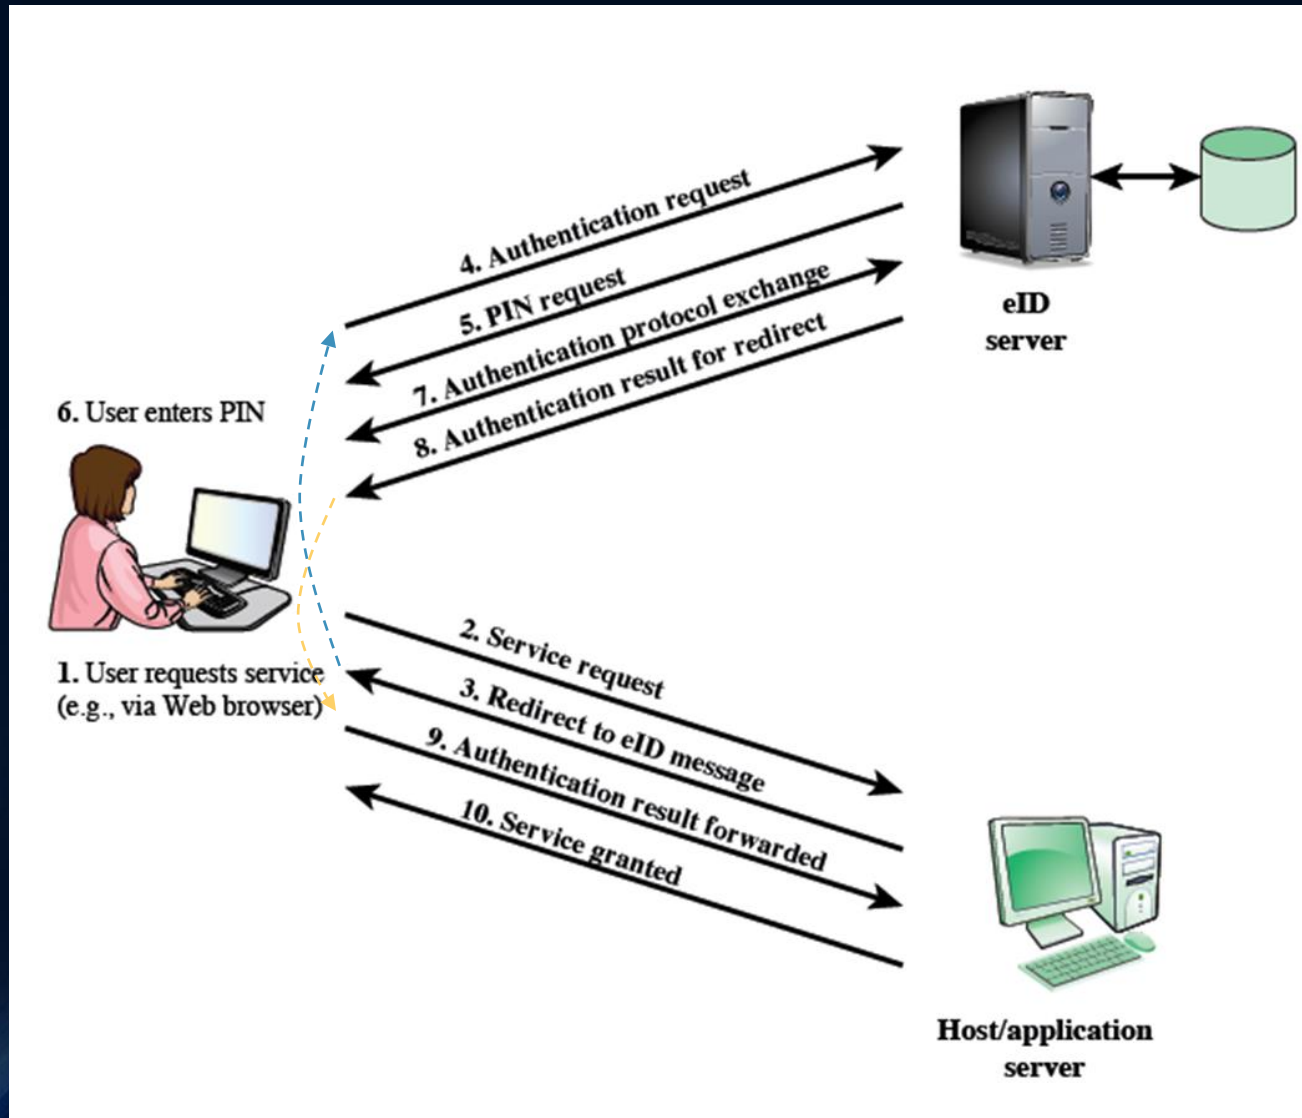 4. Authentication request
5. PIN request
7. Authentication protocol exchange
8. Authentication result for redirect
eID
server
6. User enters PIN
1. User requests service
(e.g., via Web browser)
2. Service request
3. Redirect to eID message
9. Authentication result forwarded
10. Service granted
Host/application
server